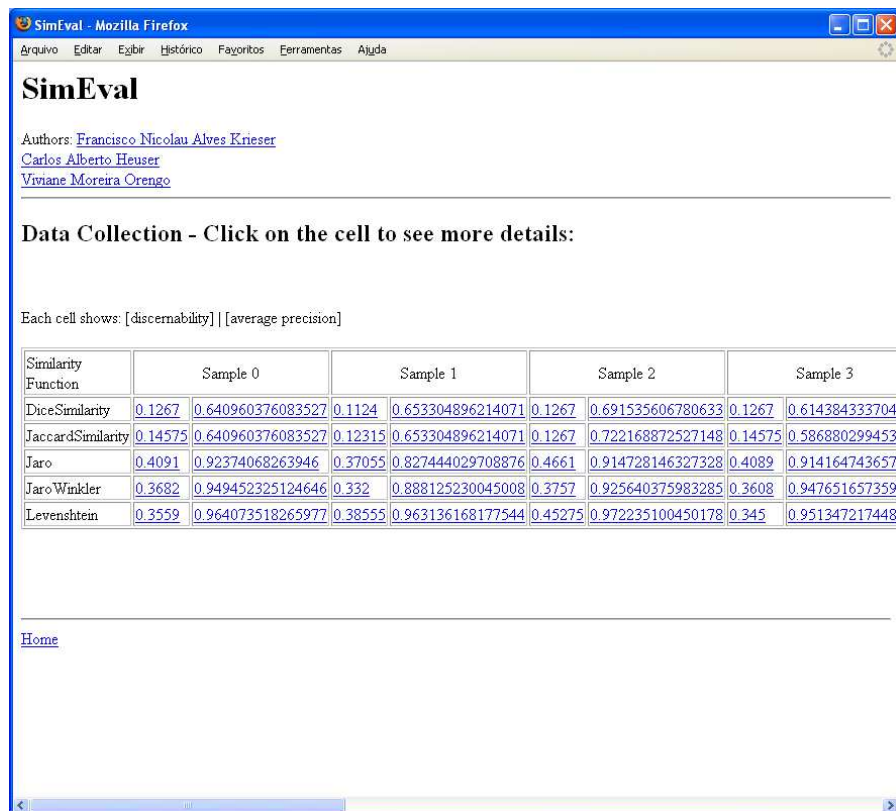 SimEval - Mozilla Firefox
Arquivo Editar Exibir Histórico Favoritos Ferramentas Ajuda
SimEval
Authors: Francisco Nicolau Alves Krieser
Carlos Alberto Heuser
Viviane Moreira Orengo
Data Collection - Click on the cell to see more details:
Each cell shows: [discernability] | [average precision]
Similarity Function Sample 0 Sample 1 Sample 2 Sample 3
DiceSimilarity 0.1267 0.640960376083527 0.1124 0.653304896214071 0.1267 0.691535606780633 0.1267 0.614384333704
JaccardSimilarity 0.14575 0.640960376083527 0.12315 0.653304896214071 0.1267 0.722168872527148 0.14575 0.586880299453
Jaro 0.4091 0.92374068263946 0.37055 0.827444029708876 0.4661 0.914728146327328 0.4089 0.914164743657
JaroWinkler 0.3682 0.949452325124646 0.332 0.888125230045008 0.3757 0.925640375983285 0.3608 0.947651657359
Levenshtein 0.3559 0.964073518265977 0.38555 0.963136168177544 0.45275 0.972235100450178 0.345 0.951347217448
Home